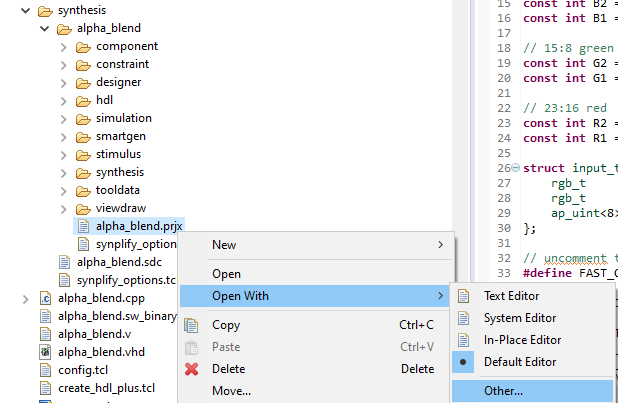 synthesis
alpha_blend
component
constraint
designer
hdl
simulation
smartgen
stimulus
synthesis
tooldata
viewdraw
alpha_blend.prjx
synplify_option
alpha_blend.sdc
synplify_options.tc
alpha_blend.cpp
alpha_blend.sw_binary
alpha_blend.v
alpha_blend.vhd
config.tcl
create_hdl_plus.tcl
New
Open
Open With
Copy Ctrl+C
Paste Ctrl+V
Delete Delete
Move...
Text Editor
System Editor
In-Place Editor
Default Editor
Other...
15 const int B2 =
16 const int B1 =
17
18 // 15:8 green
19 const int G2 =
20 const int G1 =
21
22 // 23:16 red
23 const int R2 =
24 const int R1 =
25
26 struct input_t
27 rgb_t
28 rgb_t
29 ap_uint<8>
30 };
31
32 // uncomment t
33 #define FAST_C